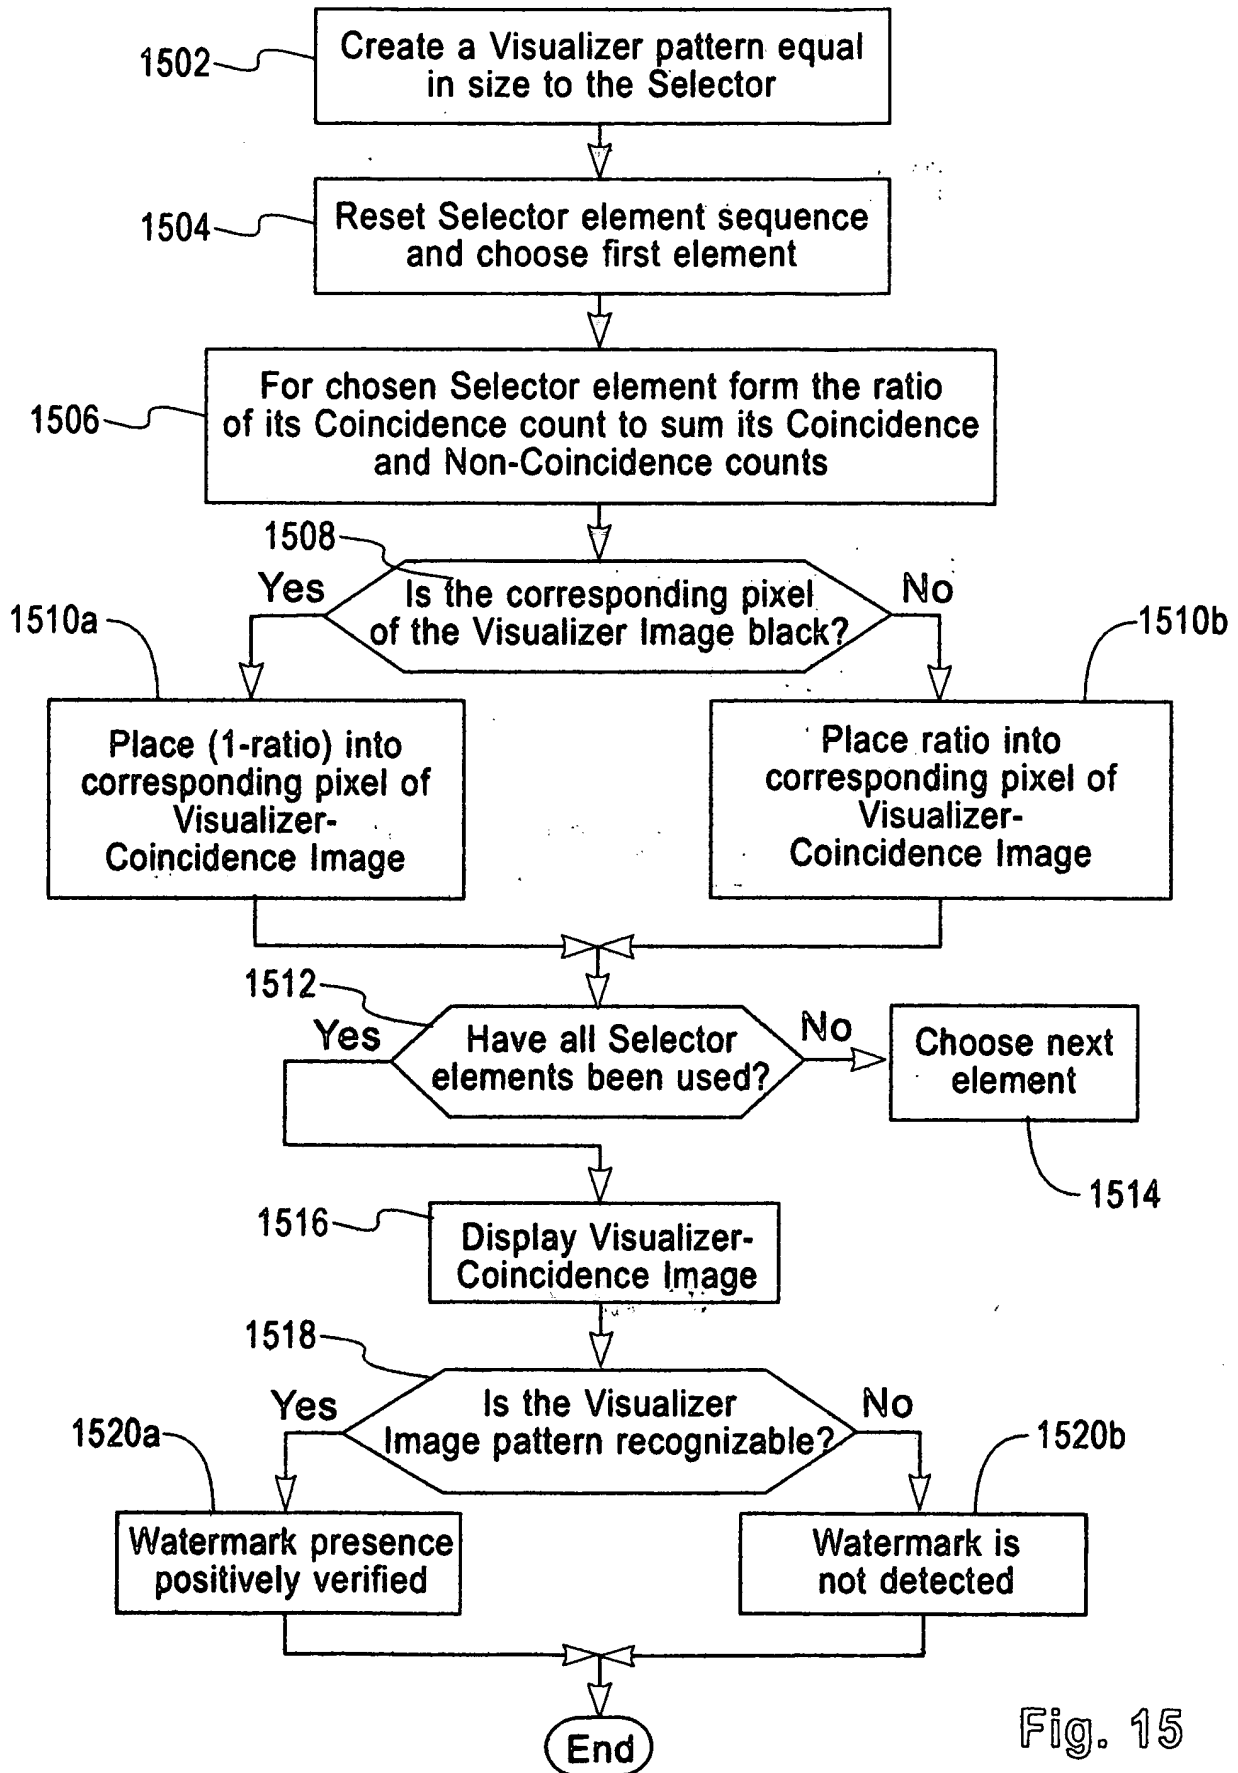 1502
Create a Visualizer pattern equal
in size to the Selector
1504
Reset Selector element sequence
and choose first element
1506
For chosen Selector element form the ratio
of its Coincidence count to sum its Coincidence
and Non-Coincidence counts
1508
Yes
Is the corresponding pixel
of the Visualizer Image black?
No
1510a
1510b
Place (1-ratio) into
corresponding pixel of
Visualizer-
Coincidence Image
Place ratio into
corresponding pixel of
Visualizer-
Coincidence Image
1512
Yes
Have all Selector
elements been used?
No
Choose next
element
1514
1516
Display Visualizer-
Coincidence Image
1518
Yes
Is the Visualizer
Image pattern recognizable?
No
1520a
1520b
Watermark presence
positively verified
Watermark is
not detected
End
Fig. 15